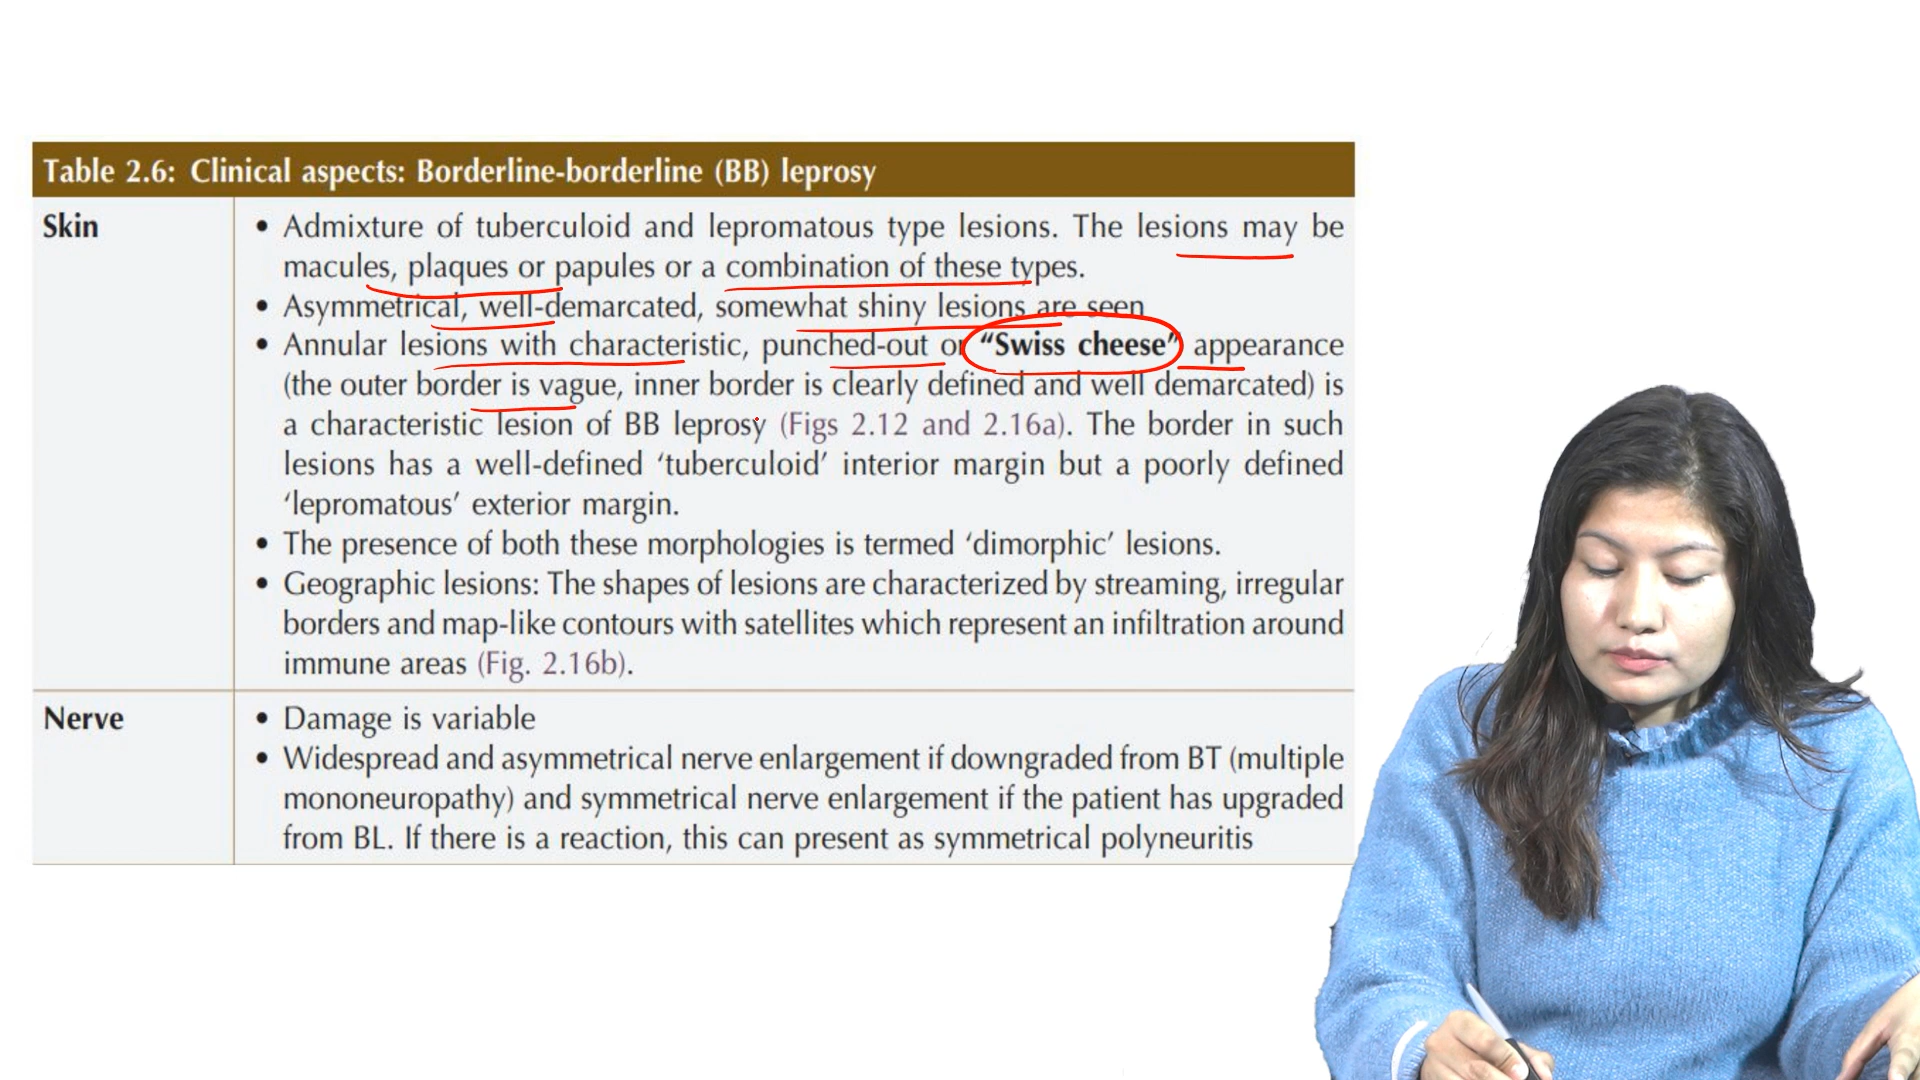 Table 2.6: Clinical aspects: Borderline-borderline (BB) leprosy
Skin
• Admixture of tuberculoid and lepromatous type lesions. The lesions may be
macules, plaques or papules or a combination of these types.
• Asymmetrical, well-demarcated, somewhat shiny lesions are seen
• Annular lesions with characteristic, punched-out or “Swiss cheese” appearance
(the outer border is vague, inner border is clearly defined and well demarcated) is
a characteristic lesion of BB leprosy (Figs 2.12 and 2.16a). The border in such
lesions has a well-defined ‘tuberculoid’ interior margin but a poorly defined
‘lepromatous’ exterior margin.
• The presence of both these morphologies is termed ‘dimorphic’ lesions.
• Geographic lesions: The shapes of lesions are characterized by streaming, irregular
borders and map-like contours with satellites which represent an infiltration around
immune areas (Fig. 2.16b).
Nerve
• Damage is variable
• Widespread and asymmetrical nerve enlargement if downgraded from BT (multiple
mononeuropathy) and symmetrical nerve enlargement if the patient has upgraded
from BL. If there is a reaction, this can present as symmetrical polyneuritis